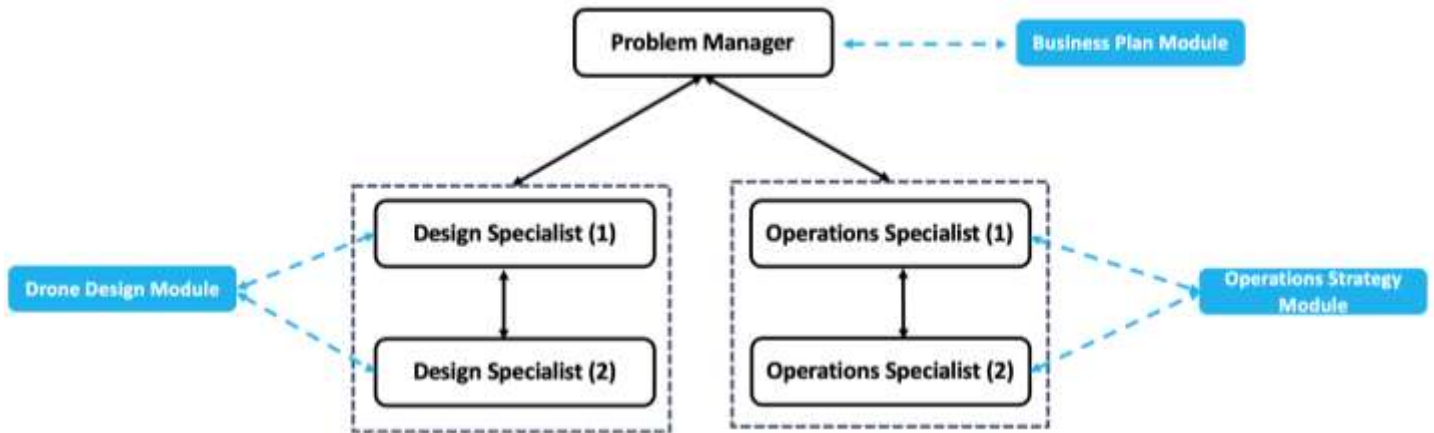 Problem Manager
Business Plan Module
Design Specialist (1)
Operations Specialist (1)
Drone Design Module
Operations Strategy
Module
Design Specialist (2)
Operations Specialist (2)